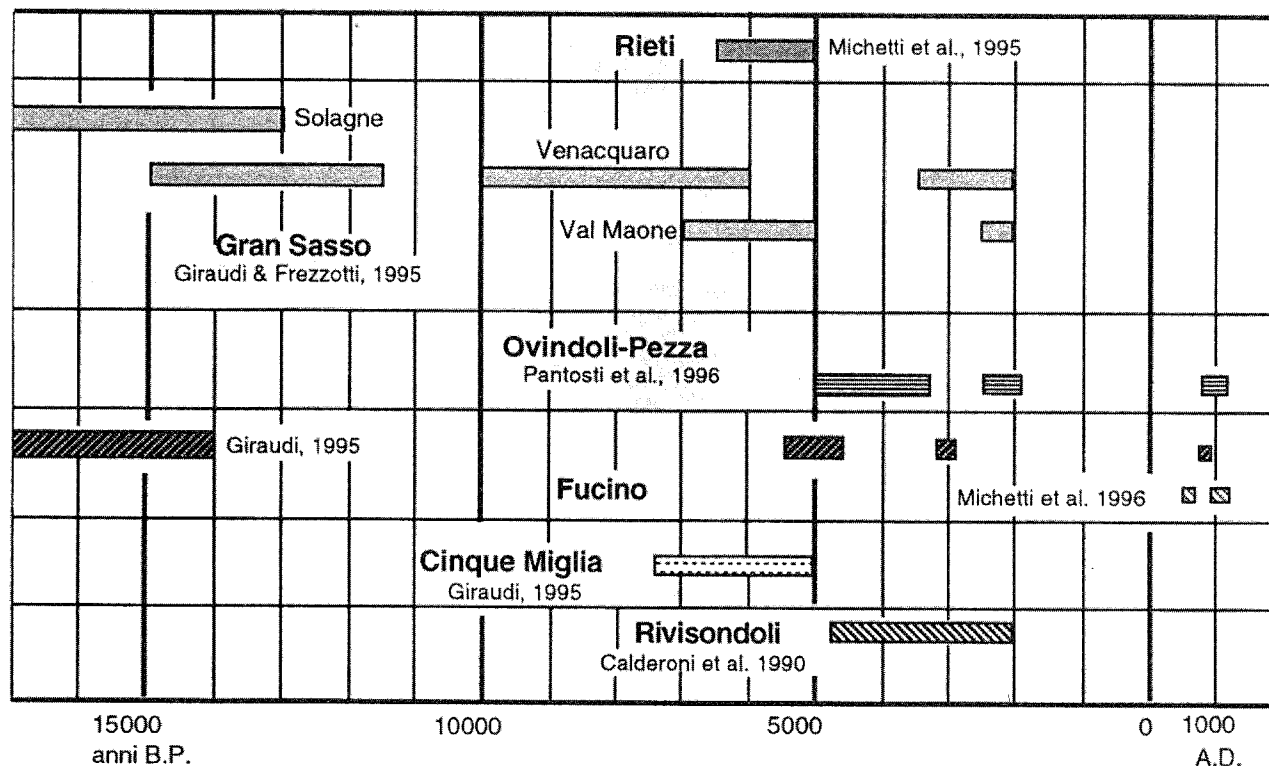 Rieti
Michetti et al., 1995
Solagne
Venacquaro
Val Maone
Gran Sasso
Giraudi & Frezzotti, 1995
Ovindoli-Pezza
Pantosti et al., 1996
Giraudi, 1995
Fucino
Michetti et al. 1996
Cinque Miglia
Giraudi, 1995
Rivisondoli
Calderoni et al. 1990
15000 10000 5000 0 1000
anni B.P. A.D.